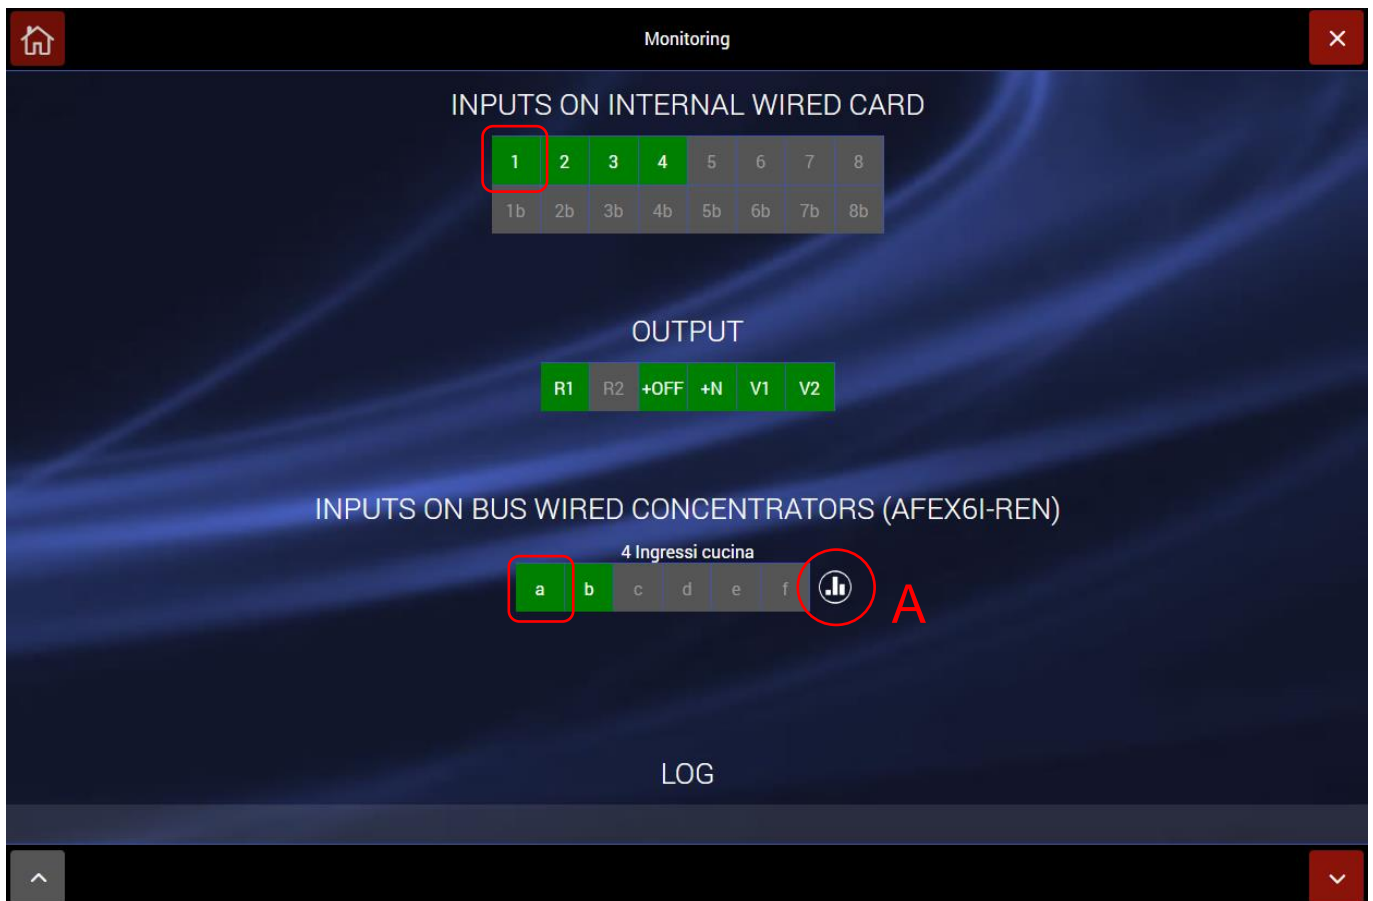 Monitoring
INPUTS ON INTERNAL WIRED CARD
1 2 3 4 5 6 7 8
1b 2b 3b 4b 5b 6b 7b 8b
OUTPUT
R1 R2 +OFF +N V1 V2
INPUTS ON BUS WIRED CONCENTRATORS (AFEX6I-REN)
4 Ingressi cucina
a b c d e f
A
LOG